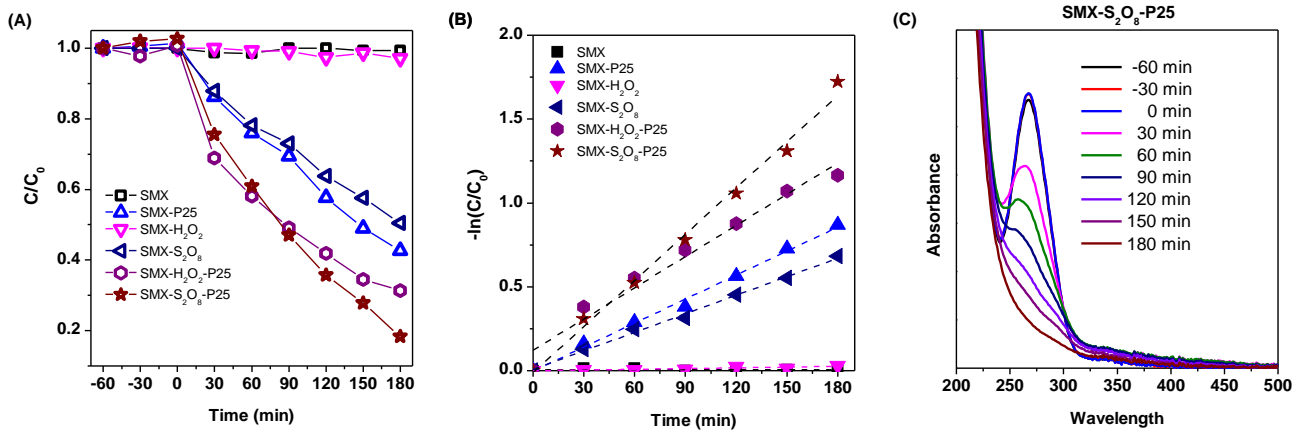 (A)
C/C₀
1.0
0.8
0.6
0.4
0.2
SMX
SMX-P25
SMX-H₂O₂
SMX-S₂O₈
SMX-H₂O₂-P25
SMX-S₂O₈-P25
-60 -30 0 30 60 90 120 150 180
Time (min)
(B)
-ln(C/C₀)
2.0
1.5
1.0
0.5
0.0
SMX
SMX-P25
SMX-H₂O₂
SMX-S₂O₈
SMX-H₂O₂-P25
SMX-S₂O₈-P25
0 30 60 90 120 150 180
Time (min)
(C)
SMX-S₂O₈-P25
Absorbance
-60 min
-30 min
0 min
30 min
60 min
90 min
120 min
150 min
180 min
200 250 300 350 400 450 500
Wavelength